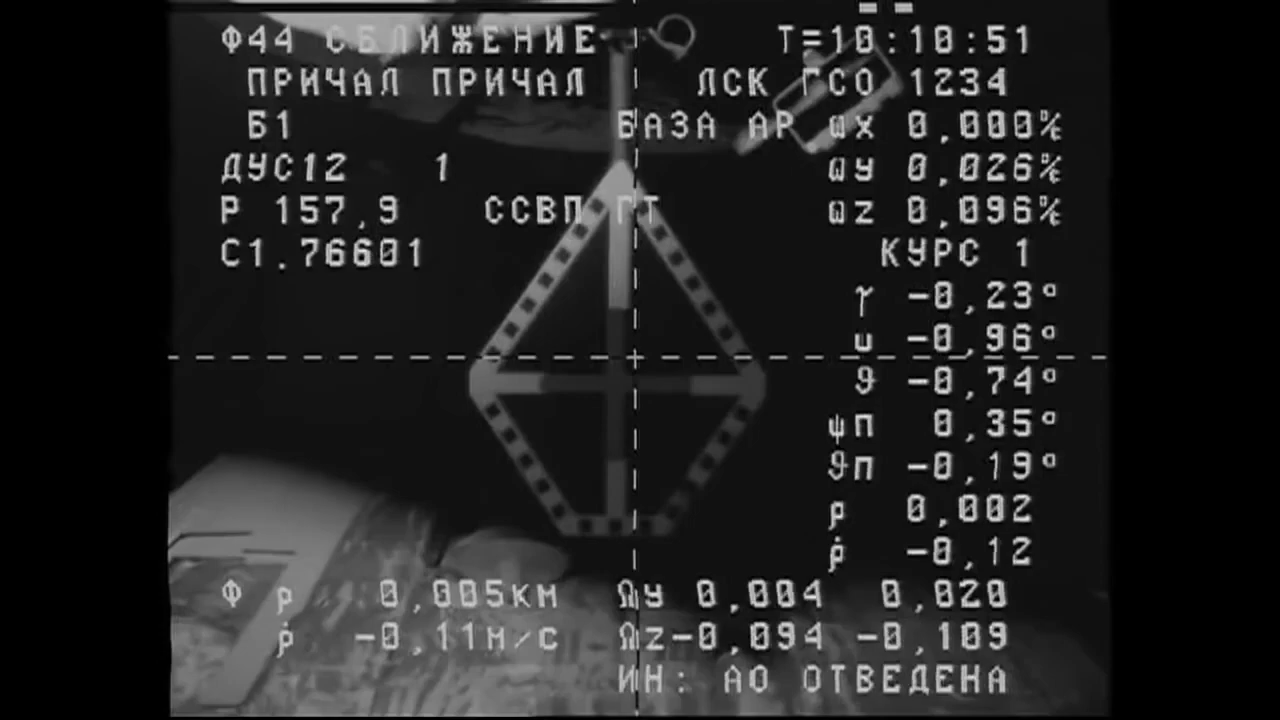 Ф44 СБЛИЖЕНИЕ Т=10:10:51
ПРИЧАЛ ПРИЧАЛ ЛСК ГСО 1234
Б1 БАЗА АР ωx 0,000%
ДУС12 1 ωy 0,026%
Р 157,9 ССВП ГТ ωz 0,096%
С1.76601 КУРС 1
γ -0,23°
u -0,96°
ϑ -0,74°
ψп 0,35°
ϑп -0,19°
ρ 0,002
ρ̇ -0,12
Ф ρ 0,005км Ωy 0,004 0,020
ρ̇ -0,11м/с Ωz-0,094 -0,109
ИН: АО ОТВЕДЕНА